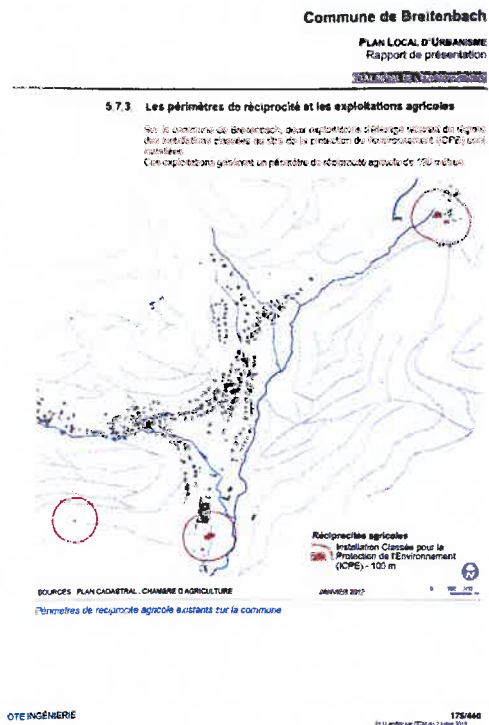 Commune de Breitenbach
PLAN LOCAL D'URBANISME
Rapport de présentation
5.7.3. Les périmètres de réciprocité et les exploitations agricoles
Sur la commune de Breitenbach, deux exploitations d'élevage relevant du régime
des installations classées au titre de la protection de l'environnement (ICPE) sont
Ces exploitations génèrent un périmètre de réciprocité agricole de 100 mètres.
Réciprocités agricoles
Installation Classée pour la
Protection de l'Environnement
(ICPE) - 100 m
N
SOURCES : PLAN CADASTRAL, CHAMBRE D'AGRICULTURE
JANVIER 2012
Périmètres de réciprocité agricole existants sur la commune
OTE INGÉNIERIE
175/440